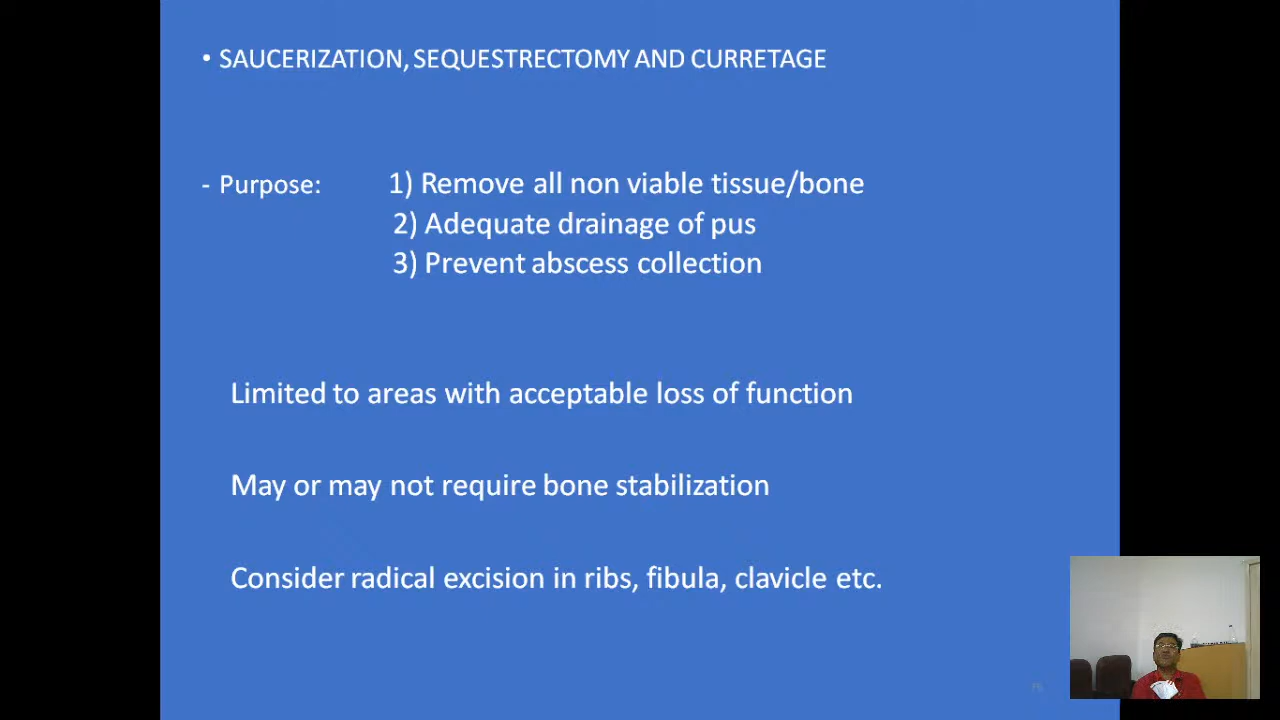 • SAUCERIZATION, SEQUESTRECTOMY AND CURRETAGE
- Purpose: 1) Remove all non viable tissue/bone
2) Adequate drainage of pus
3) Prevent abscess collection
Limited to areas with acceptable loss of function
May or may not require bone stabilization
Consider radical excision in ribs, fibula, clavicle etc.